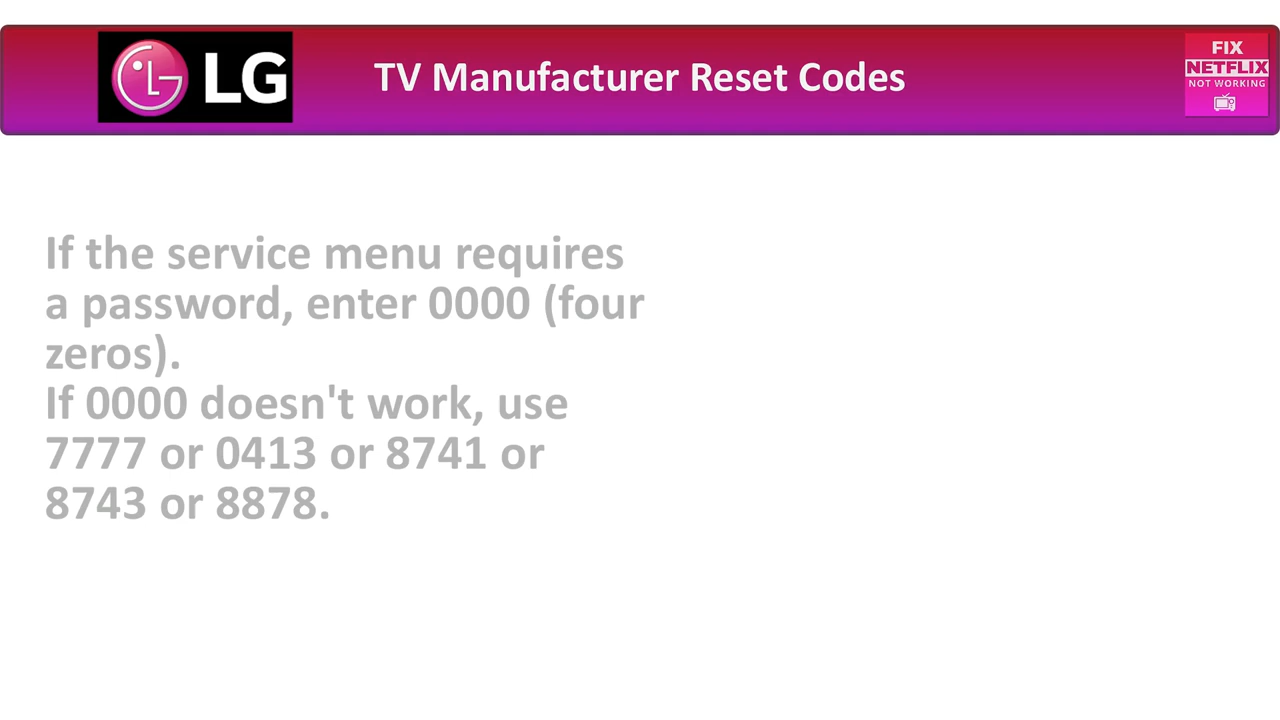 LG
TV Manufacturer Reset Codes
FIX
NETFLIX
NOT WORKING
If the service menu requires
a password, enter 0000 (four
zeros).
If 0000 doesn't work, use
7777 or 0413 or 8741 or
8743 or 8878.